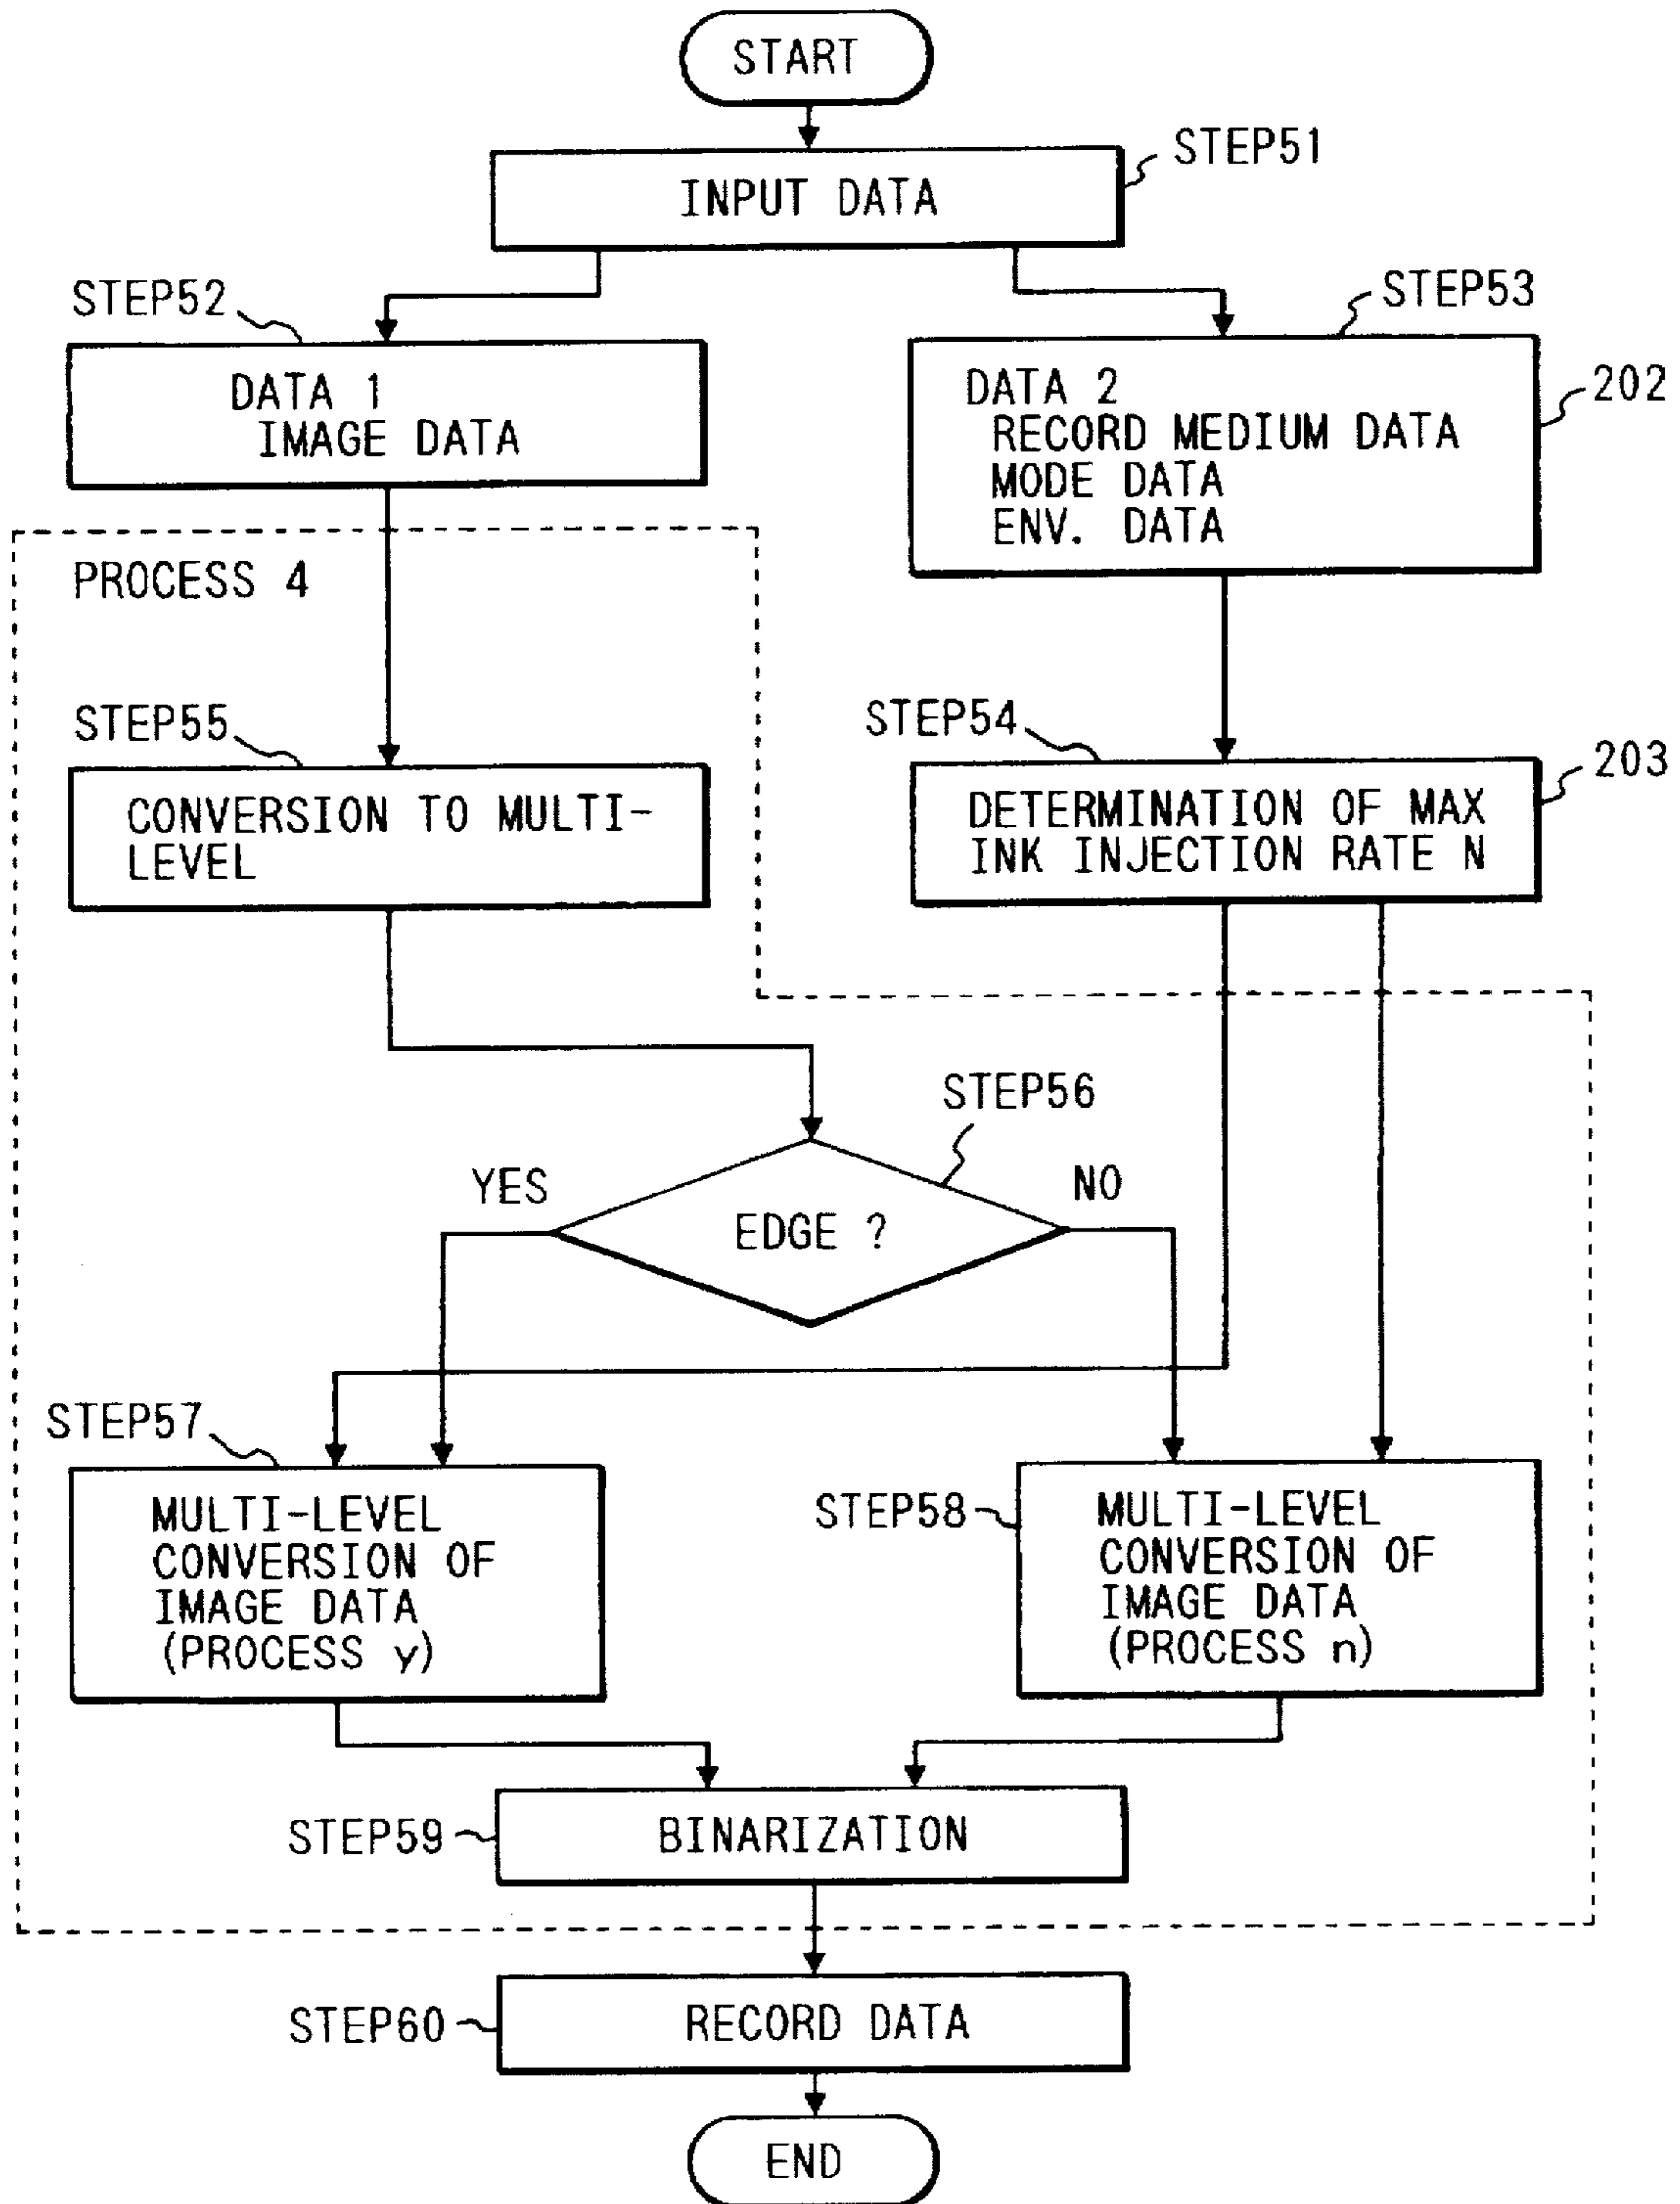 START
STEP51
INPUT DATA
STEP52
STEP53
DATA 1
IMAGE DATA
202
DATA 2
RECORD MEDIUM DATA
MODE DATA
ENV. DATA
PROCESS 4
STEP55
STEP54
203
CONVERSION TO MULTI-
LEVEL
DETERMINATION OF MAX
INK INJECTION RATE N
STEP56
YES
NO
EDGE ?
STEP57
MULTI-LEVEL
CONVERSION OF
IMAGE DATA
(PROCESS y)
STEP58
MULTI-LEVEL
CONVERSION OF
IMAGE DATA
(PROCESS n)
STEP59
BINARIZATION
STEP60
RECORD DATA
END